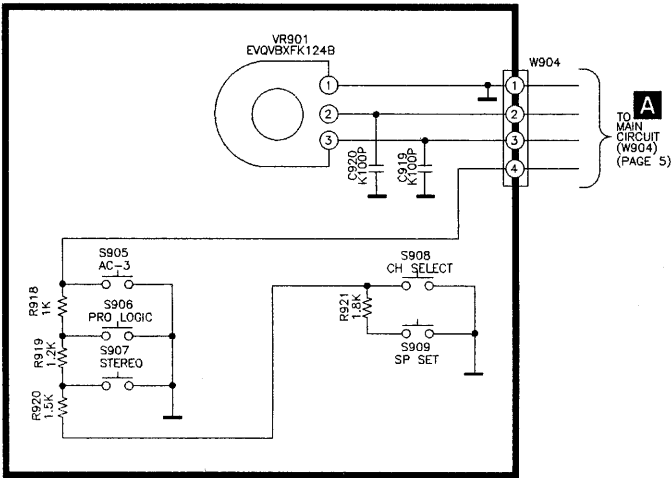 VR901
EVQVBXFK124B
W904
1
2
3
1
2
3
4
A
TO
MAIN
CIRCUIT
(W904)
(PAGE 5)
C920
K100P
C919
K100P
S905
AC-3
R918
1K
S906
PRO LOGIC
R919
1.2K
S907
STEREO
R920
1.5K
S908
CH SELECT
R921
1.8K
S909
SP SET